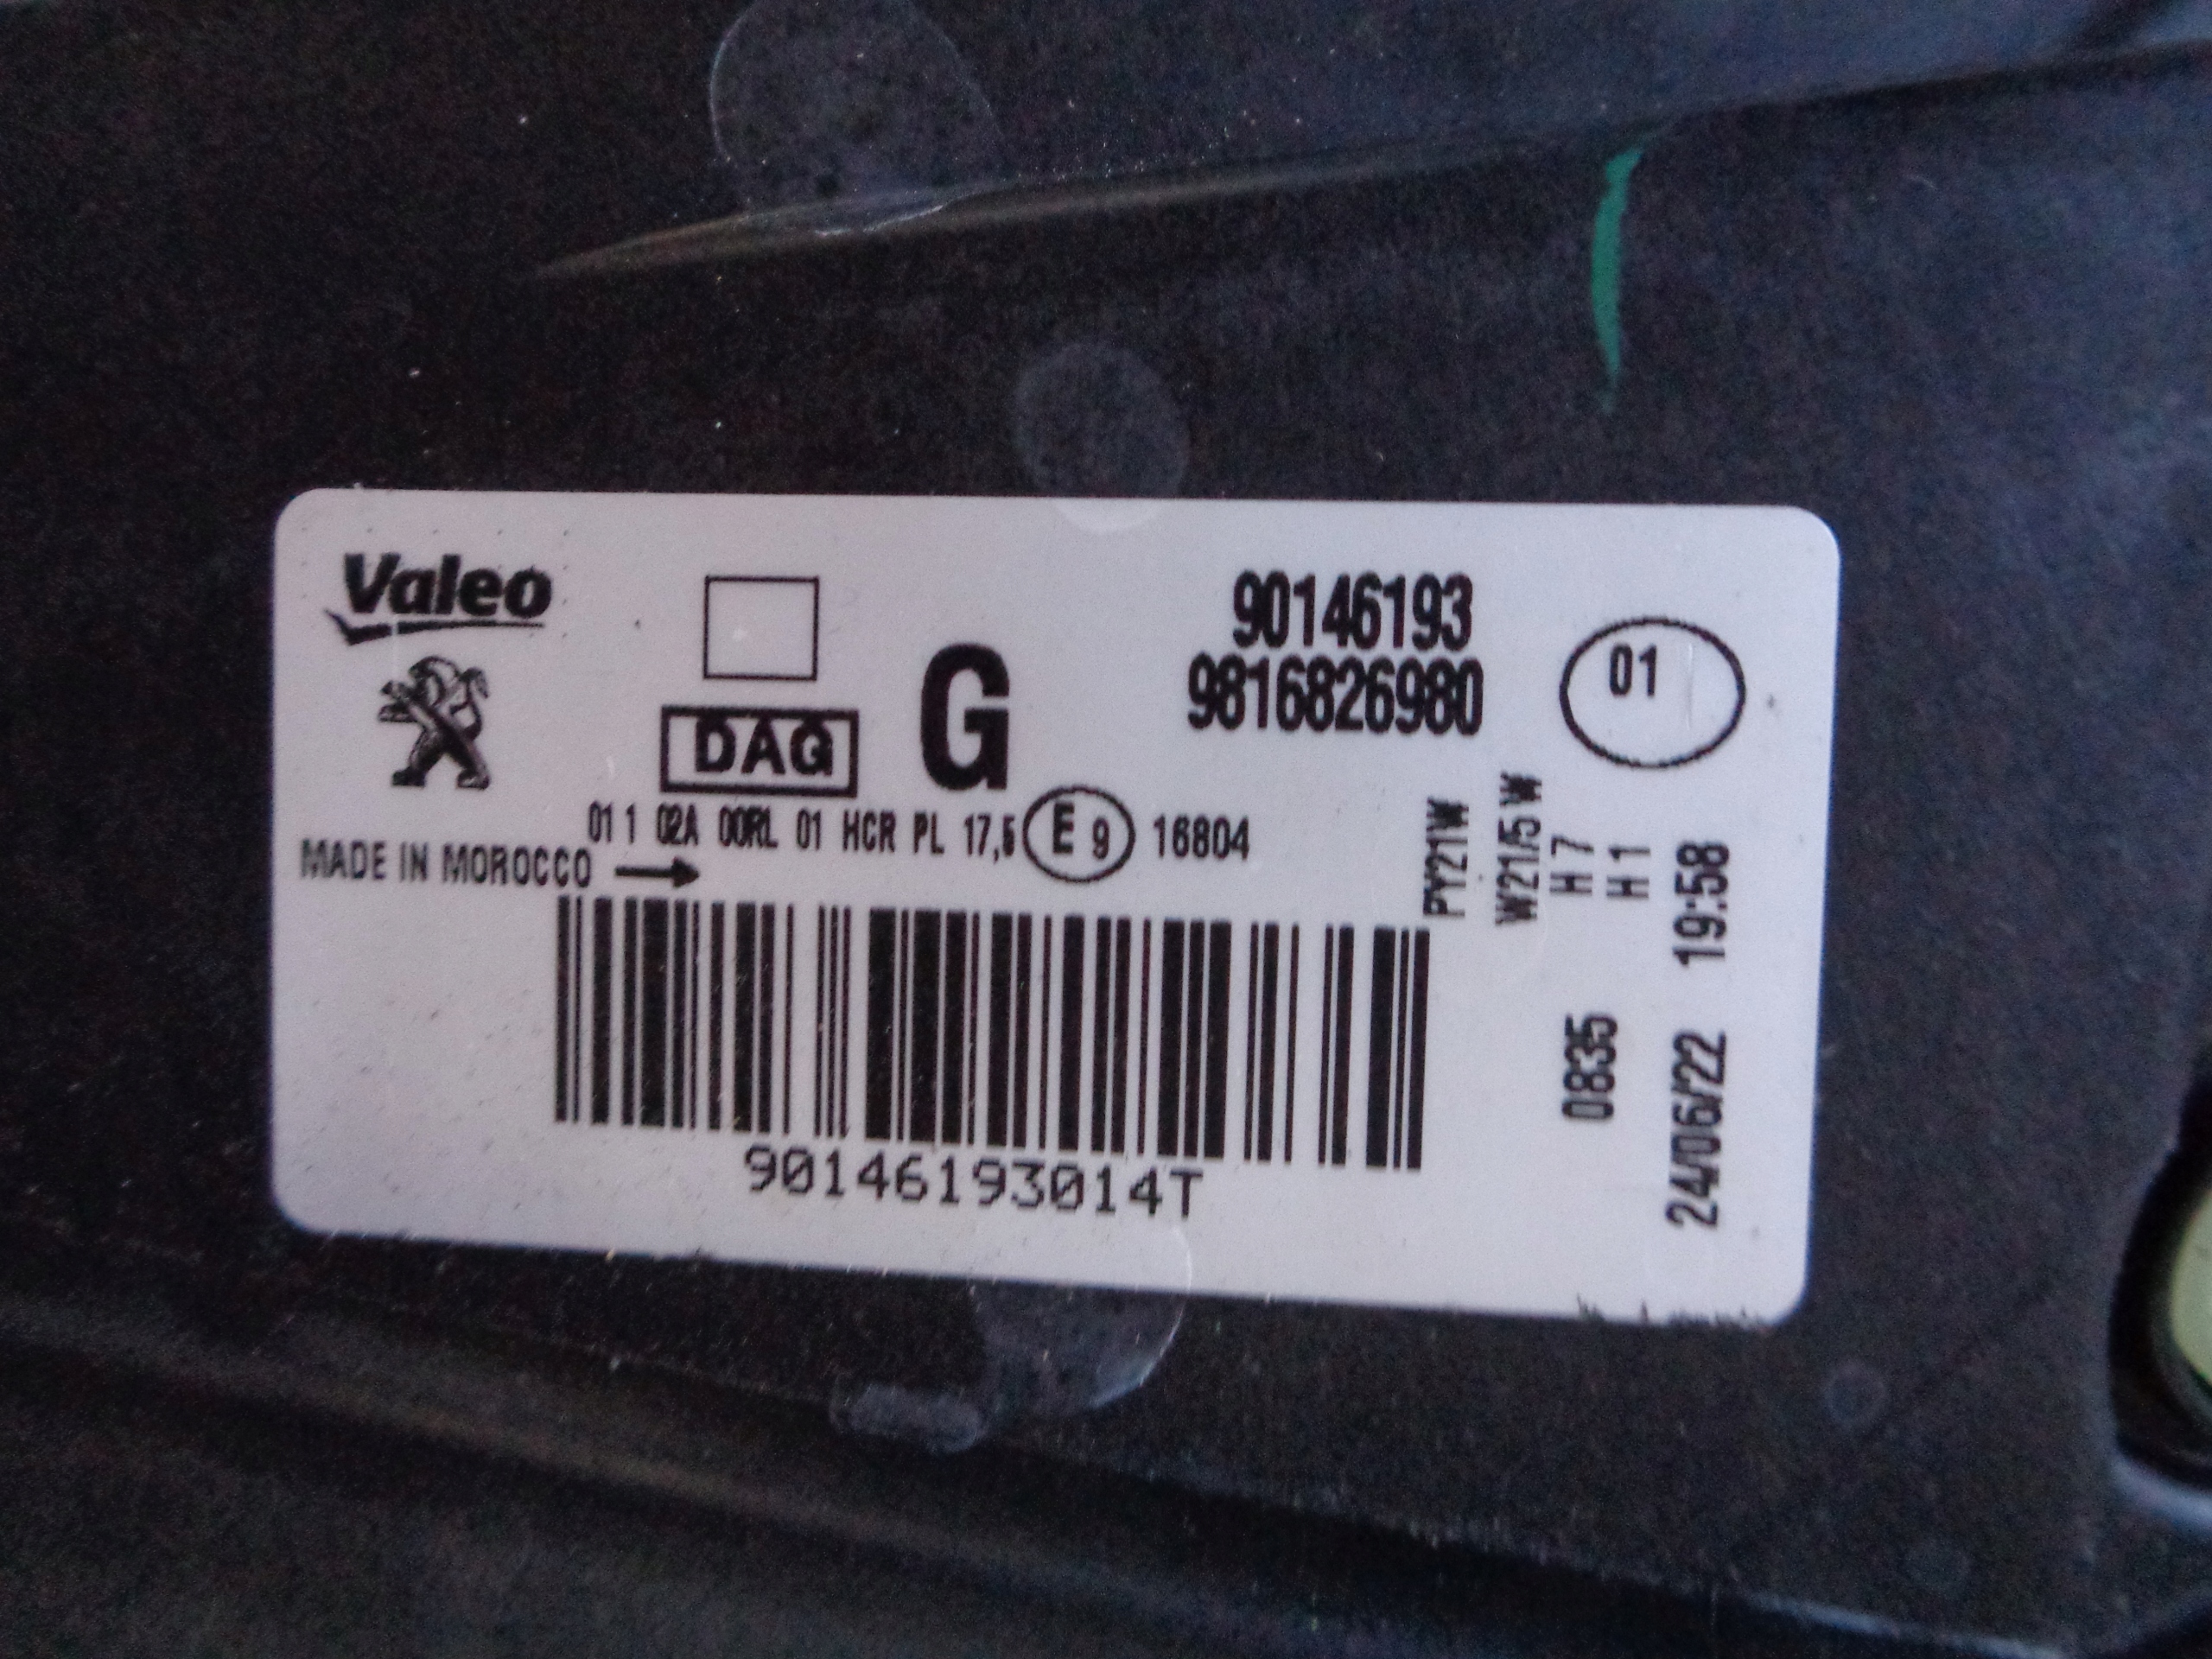 Valeo
DAG
G
90146193
9816826980
01
01 1 02A 00RL 01 HCR PL 17,5 E 9 16804
MADE IN MOROCCO
PY21W
W21/5W
H7
H1
90146193014T
0835
24/06/22 19:58